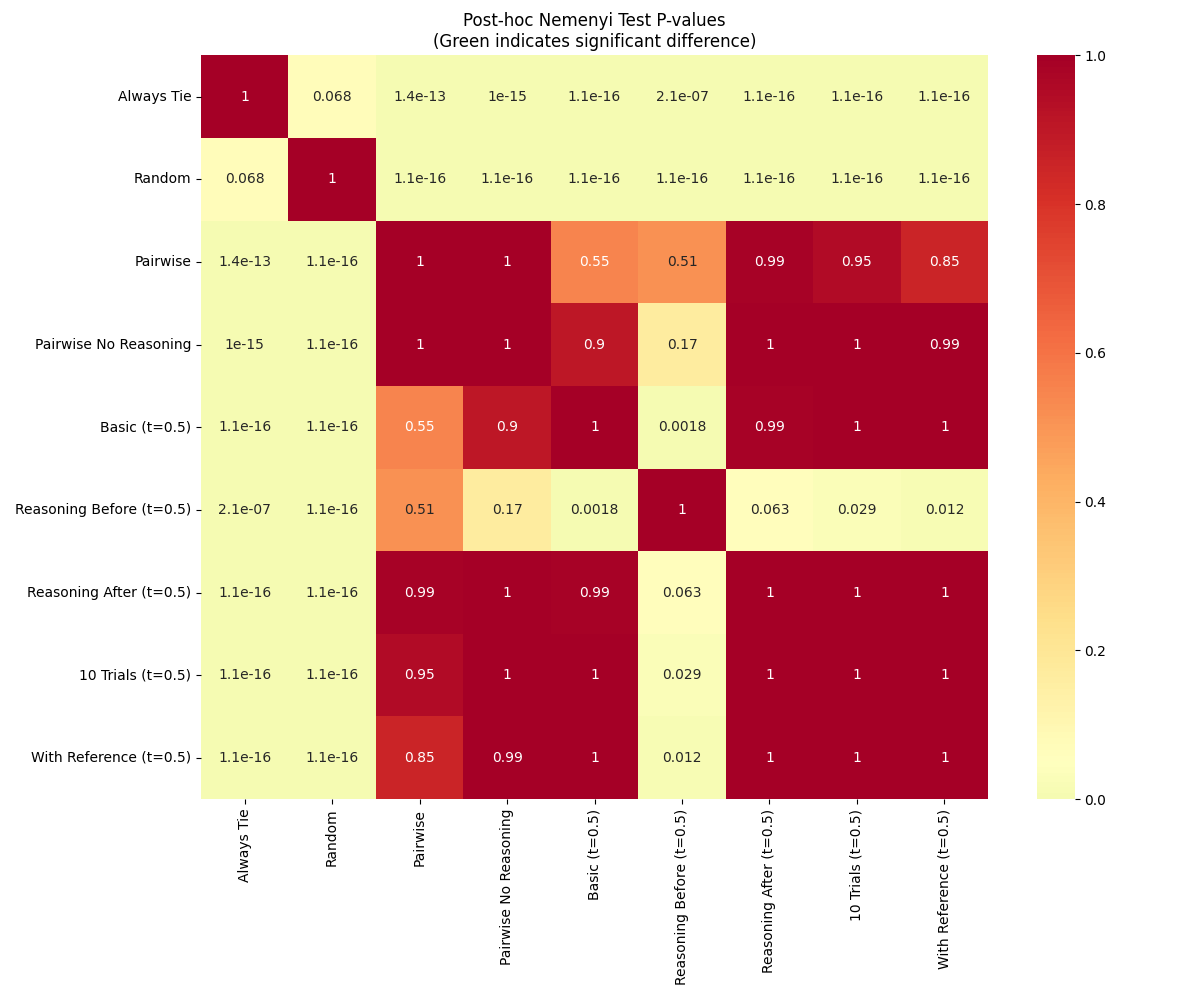 Post-hoc Nemenyi Test P-values
(Green indicates significant difference)
Always Tie 1 0.068 1.4e-13 1e-15 1.1e-16 2.1e-07 1.1e-16 1.1e-16 1.1e-16
Random 0.068 1 1.1e-16 1.1e-16 1.1e-16 1.1e-16 1.1e-16 1.1e-16 1.1e-16
Pairwise 1.4e-13 1.1e-16 1 1 0.55 0.51 0.99 0.95 0.85
Pairwise No Reasoning 1e-15 1.1e-16 1 1 0.9 0.17 1 1 0.99
Basic (t=0.5) 1.1e-16 1.1e-16 0.55 0.9 1 0.0018 0.99 1 1
Reasoning Before (t=0.5) 2.1e-07 1.1e-16 0.51 0.17 0.0018 1 0.063 0.029 0.012
Reasoning After (t=0.5) 1.1e-16 1.1e-16 0.99 1 0.99 0.063 1 1 1
10 Trials (t=0.5) 1.1e-16 1.1e-16 0.95 1 1 0.029 1 1 1
With Reference (t=0.5) 1.1e-16 1.1e-16 0.85 0.99 1 0.012 1 1 1
Always Tie
Random
Pairwise
Pairwise No Reasoning
Basic (t=0.5)
Reasoning Before (t=0.5)
Reasoning After (t=0.5)
10 Trials (t=0.5)
With Reference (t=0.5)
1.0
0.8
0.6
0.4
0.2
0.0